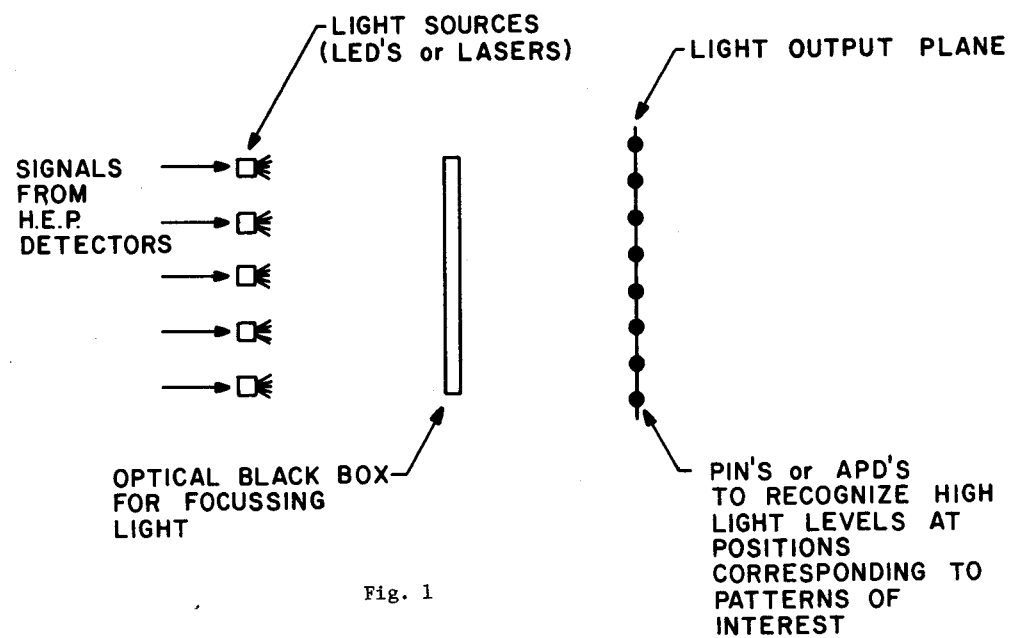 LIGHT SOURCES
(LED'S or LASERS)
LIGHT OUTPUT PLANE
SIGNALS
FROM
H.E.P.
DETECTORS
OPTICAL BLACK BOX
FOR FOCUSSING
LIGHT
PIN'S or APD'S
TO RECOGNIZE HIGH
LIGHT LEVELS AT
POSITIONS
CORRESPONDING TO
PATTERNS OF
INTEREST
Fig. 1